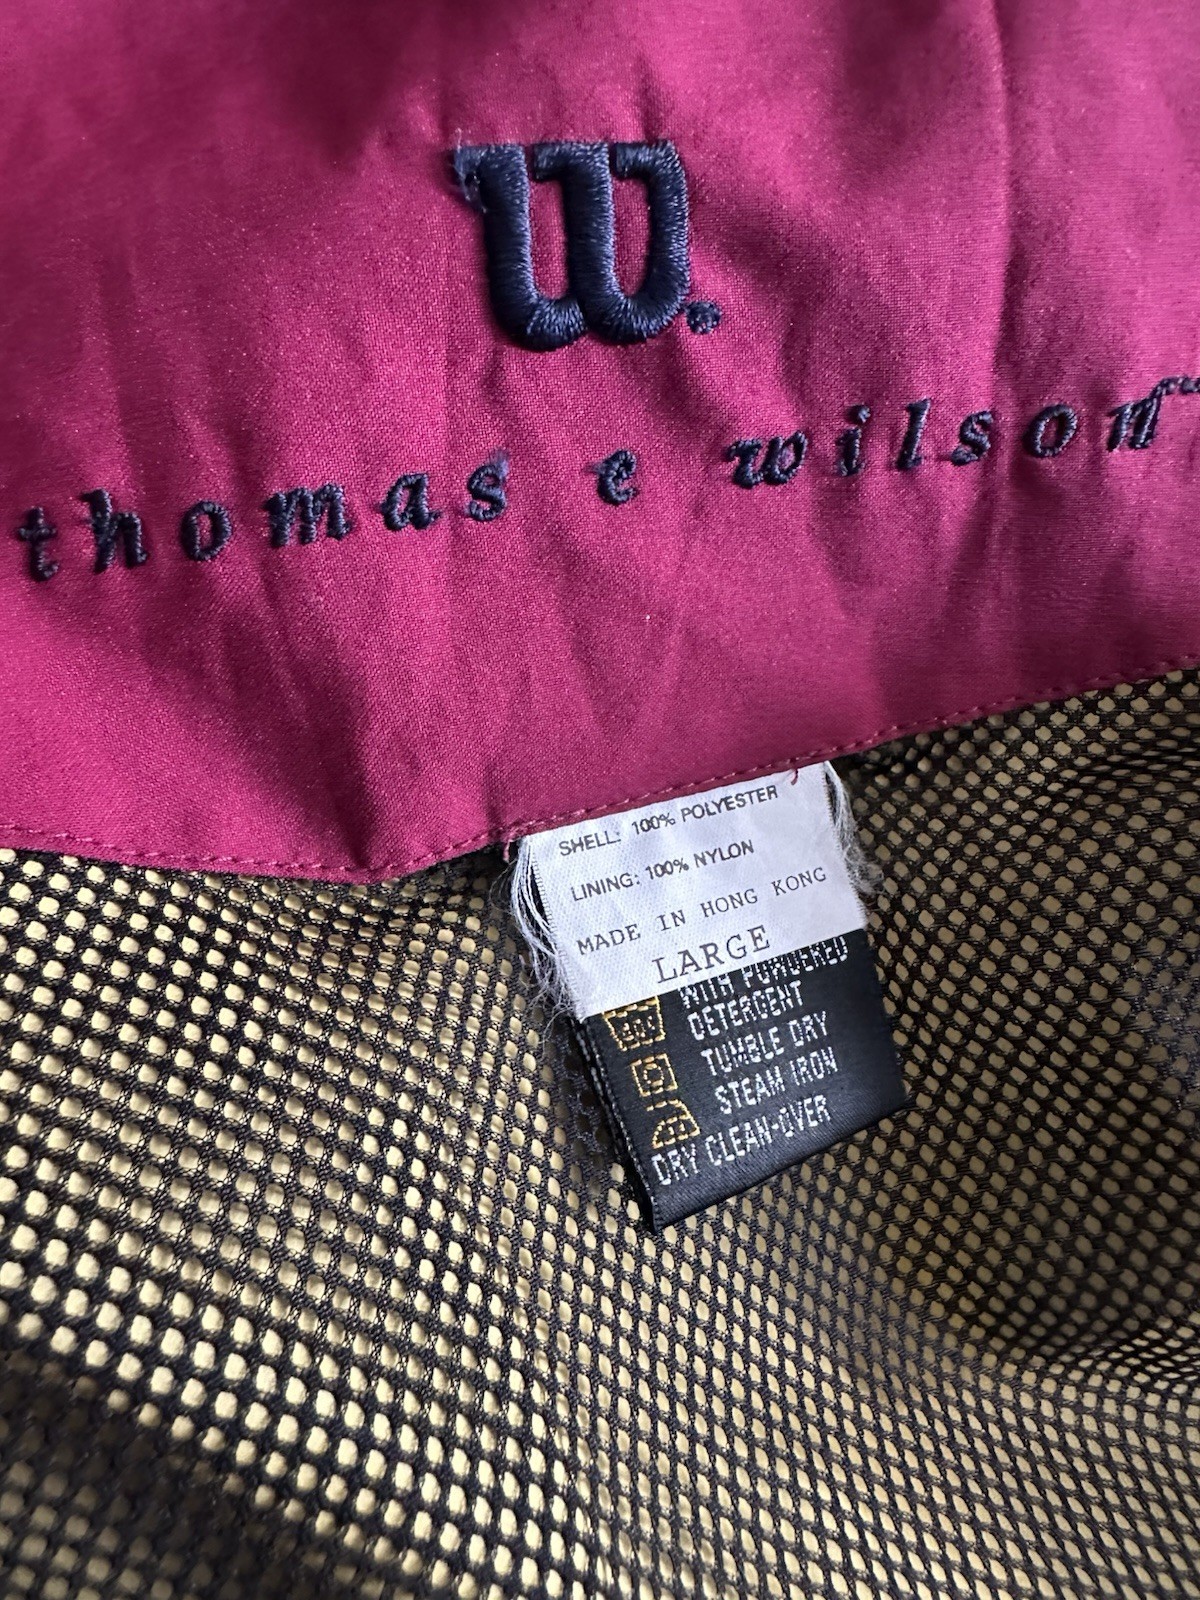 W.
thomas e wilson
SHELL: 100% POLYESTER
LINING: 100% NYLON
MADE IN HONG KONG
LARGE
WITH POWDERED
DETERGENT
TUMBLE DRY
STEAM IRON
DRY CLEAN-OVER